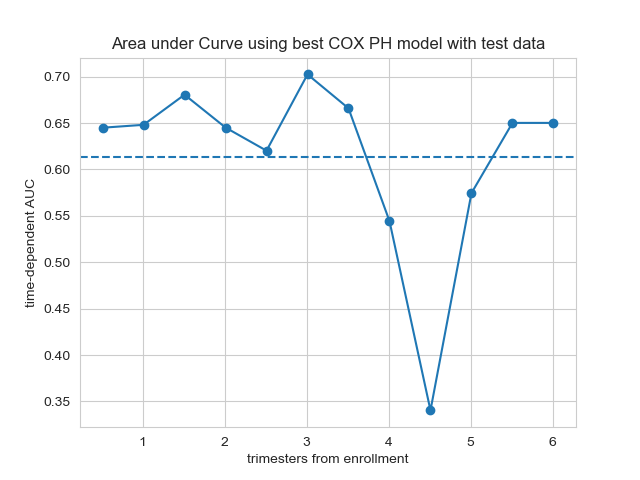 Area under Curve using best COX PH model with test data
time-dependent AUC
0.70
0.65
0.60
0.55
0.50
0.45
0.40
0.35
1 2 3 4 5 6
trimesters from enrollment